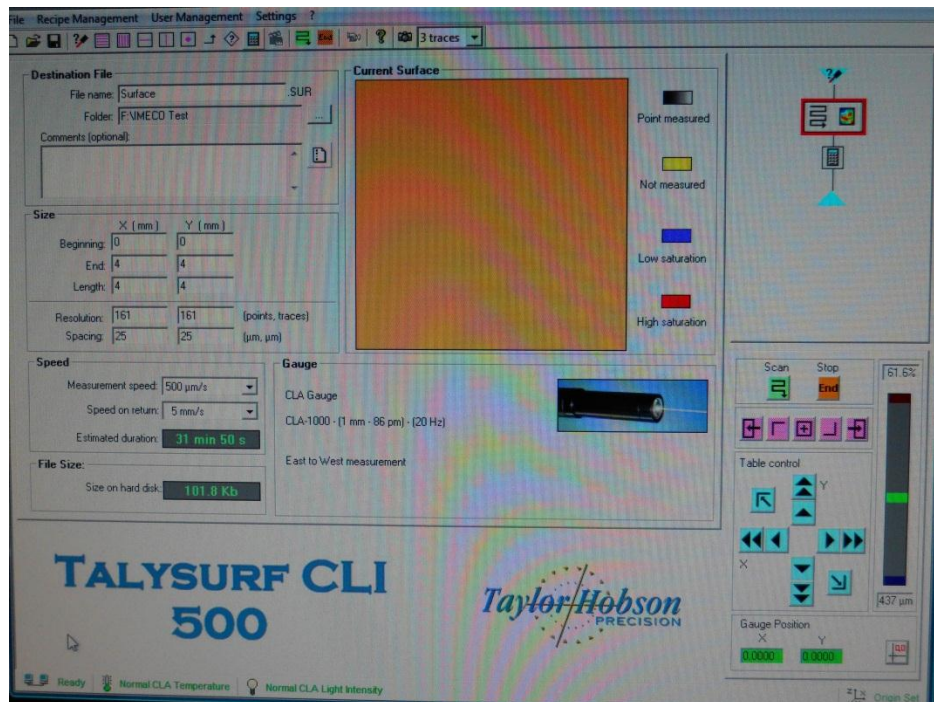 File Recipe Management User Management Settings ?
End 3 traces
Destination File
File name: Surface .SUR
Folder: F:\IMECO Test ...
Comments (optional):
Current Surface
Point measured
Not measured
Low saturation
High saturation
Size
X ( mm ) Y ( mm )
Beginning: 0 0
End: 4 4
Length: 4 4
Resolution: 161 161 (points, traces)
Spacing: 25 25 (µm, µm)
Speed
Measurement speed: 500 µm/s
Speed on return: 5 mm/s
Estimated duration: 31 min 50 s
File Size:
Size on hard disk: 101.8 Kb
Gauge
CLA Gauge
CLA-1000 - (1 mm - 86 pm) - (20 Hz)
East to West measurement
Scan Stop
End
61.6%
Table control
Y
X
437 µm
Gauge Position
X Y
0.0000 0.0000
0,0
TALYSURF CLI
500
Taylor Hobson
PRECISION
Ready Normal CLA Temperature Normal CLA Light Intensity
Origin Set